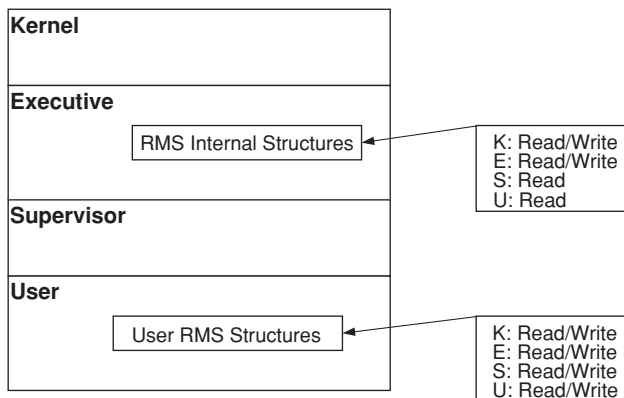 Kernel
Executive
RMS Internal Structures
K: Read/Write
E: Read/Write
S: Read
U: Read
Supervisor
User
User RMS Structures
K: Read/Write
E: Read/Write
S: Read/Write
U: Read/Write